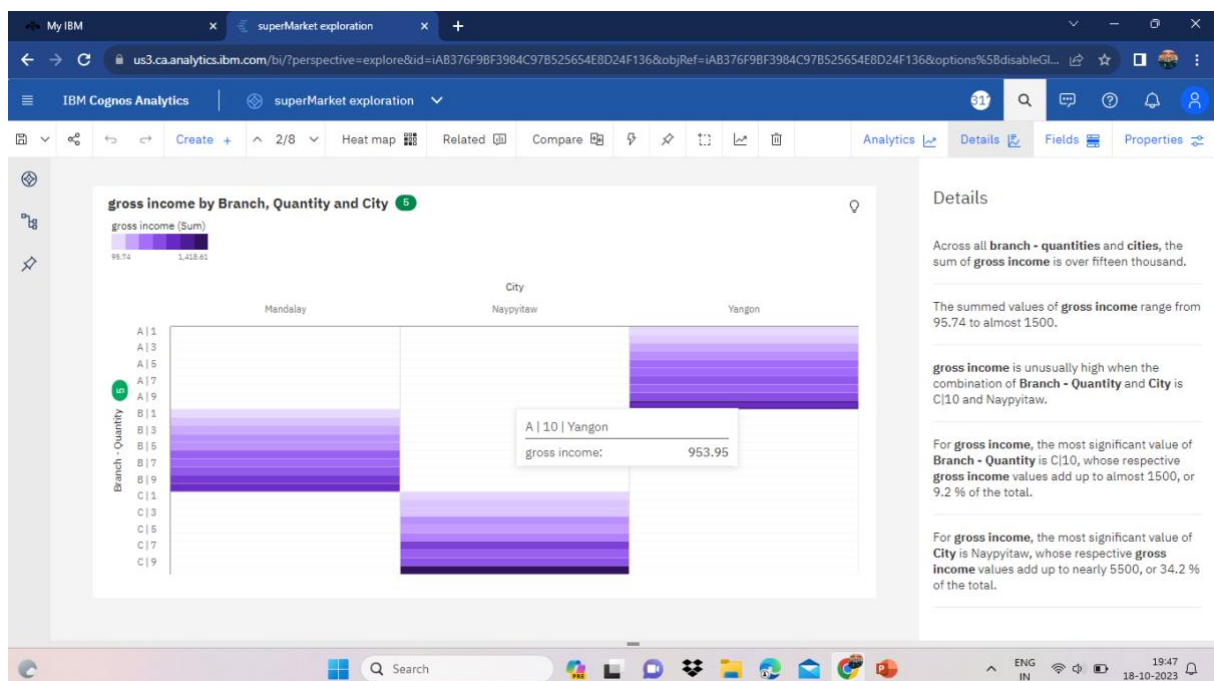 My IBM
superMarket exploration
us3.ca.analytics.ibm.com/bi/?perspective=explore&id=iAB376F9BF3984C97B525654E8D24F136&objRef=iAB376F9BF3984C97B525654E8D24F136&options%5BdisableGl...
IBM Cognos Analytics
superMarket exploration
Create +
2/8
Heat map
Related
Compare
Analytics
Details
Fields
Properties
gross income by Branch, Quantity and City 5
gross income (Sum)
95.74 1,418.61
City
Mandalay Naypyitaw Yangon
Branch - Quantity 5
A|1
A|3
A|5
A|7
A|9
B|1
B|3
B|5
B|7
B|9
C|1
C|3
C|5
C|7
C|9
A | 10 | Yangon
gross income: 953.95
Details
Across all branch - quantities and cities, the
sum of gross income is over fifteen thousand.
The summed values of gross income range from
95.74 to almost 1500.
gross income is unusually high when the
combination of Branch - Quantity and City is
C|10 and Naypyitaw.
For gross income, the most significant value of
Branch - Quantity is C|10, whose respective
gross income values add up to almost 1500, or
9.2 % of the total.
For gross income, the most significant value of
City is Naypyitaw, whose respective gross
income values add up to nearly 5500, or 34.2 %
of the total.
Search
ENG
IN
19:47
18-10-2023